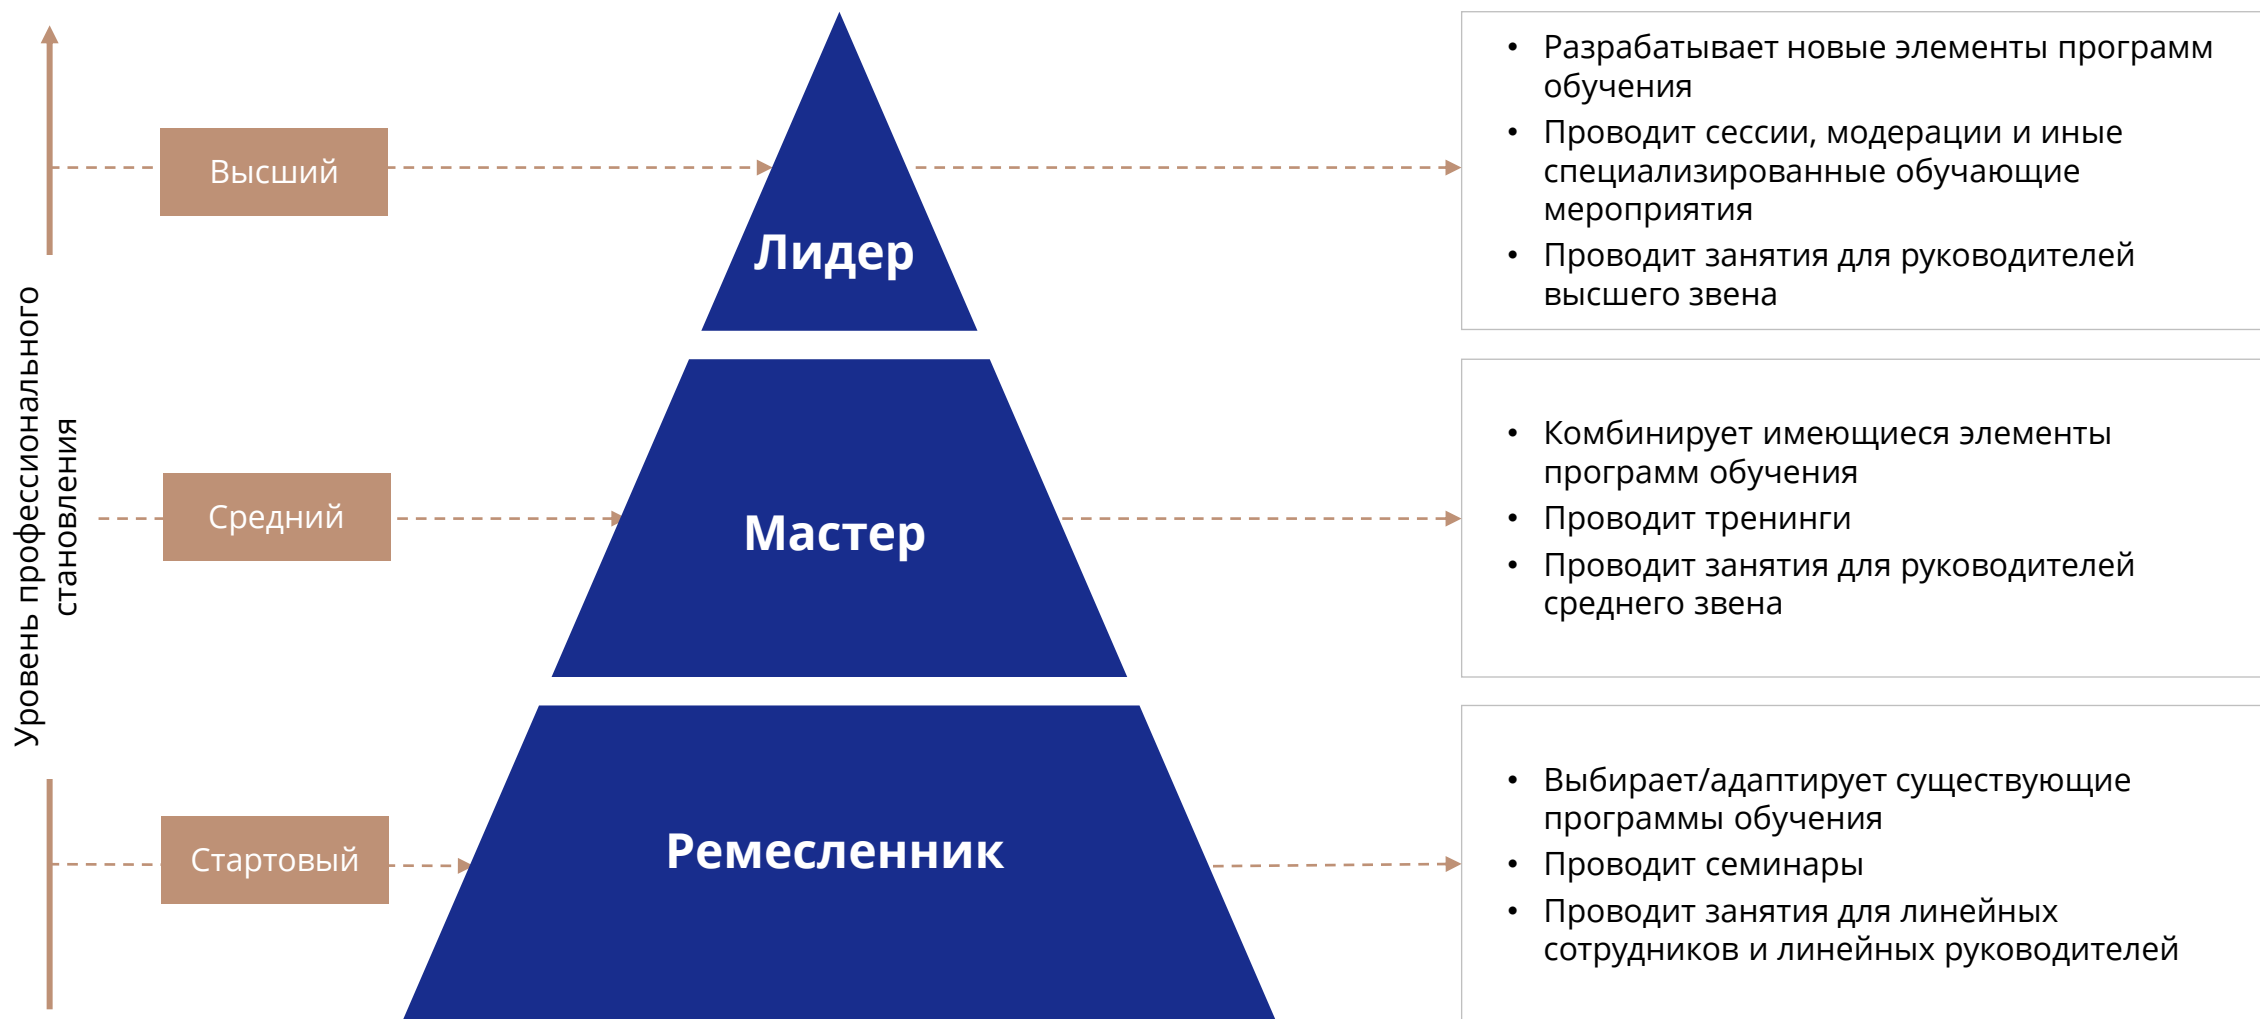 Уровень профессионального
становления
Высший
Лидер
• Разрабатывает новые элементы программ
обучения
• Проводит сессии, модерации и иные
специализированные обучающие
мероприятия
• Проводит занятия для руководителей
высшего звена
Средний
Мастер
• Комбинирует имеющиеся элементы
программ обучения
• Проводит тренинги
• Проводит занятия для руководителей
среднего звена
Стартовый
Ремесленник
• Выбирает/адаптирует существующие
программы обучения
• Проводит семинары
• Проводит занятия для линейных
сотрудников и линейных руководителей